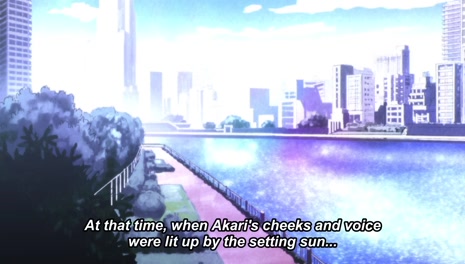 At that time, when Akari's cheeks and voice
were lit up by the setting sun...